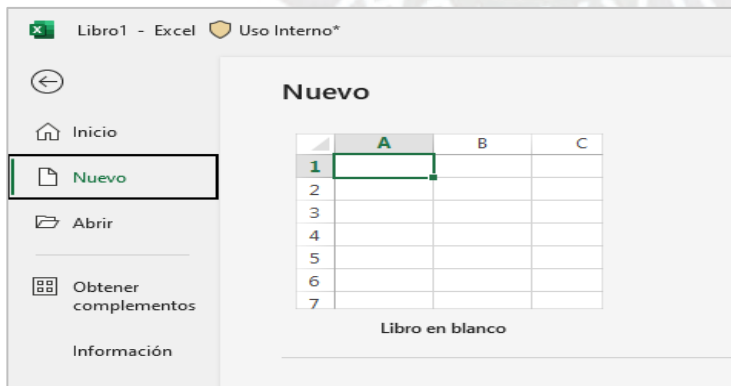 Libro1 - Excel Uso Interno*
Nuevo
Inicio
Nuevo
Abrir
Obtener
complementos
Información
A B C
1
2
3
4
5
6
7
Libro en blanco